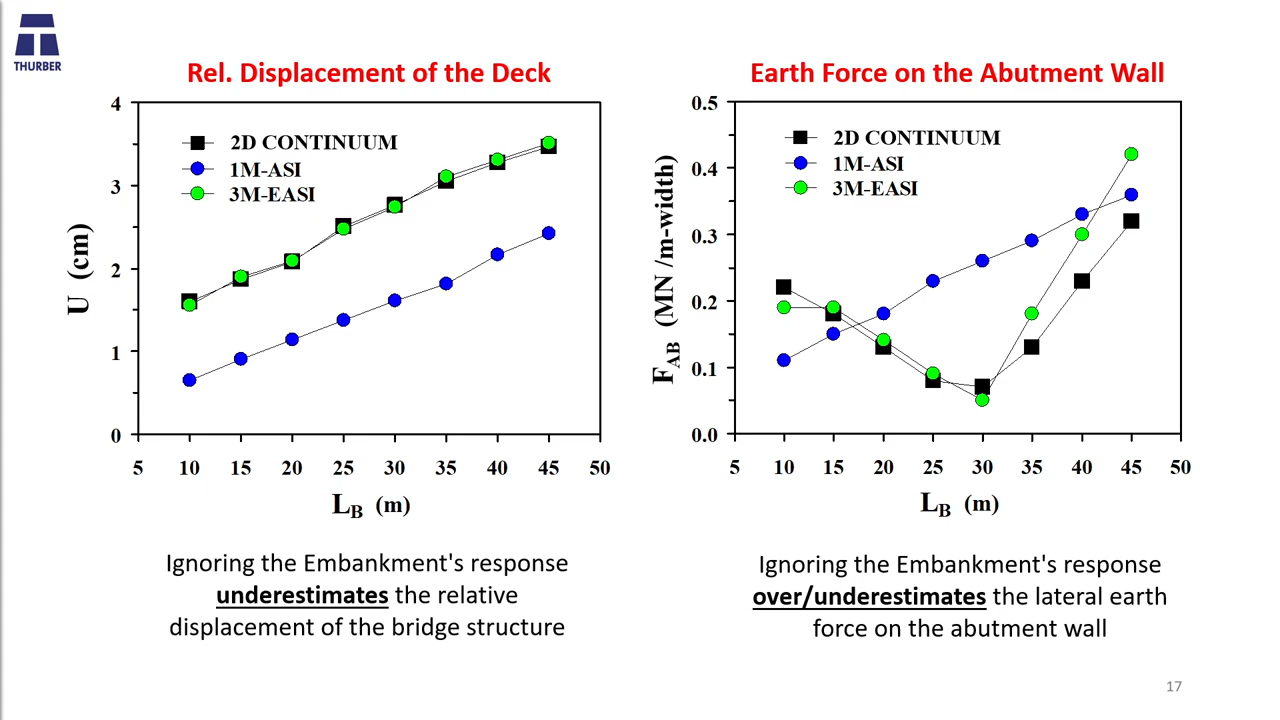 THURBER
Rel. Displacement of the Deck
4
3
2
1
0
U (cm)
2D CONTINUUM
1M-ASI
3M-EASI
5 10 15 20 25 30 35 40 45 50
L_B (m)
Ignoring the Embankment's response
underestimates the relative
displacement of the bridge structure
Earth Force on the Abutment Wall
0.5
0.4
0.3
0.2
0.1
0.0
F_AB (MN /m-width)
2D CONTINUUM
1M-ASI
3M-EASI
5 10 15 20 25 30 35 40 45 50
L_B (m)
Ignoring the Embankment's response
over/underestimates the lateral earth
force on the abutment wall
17